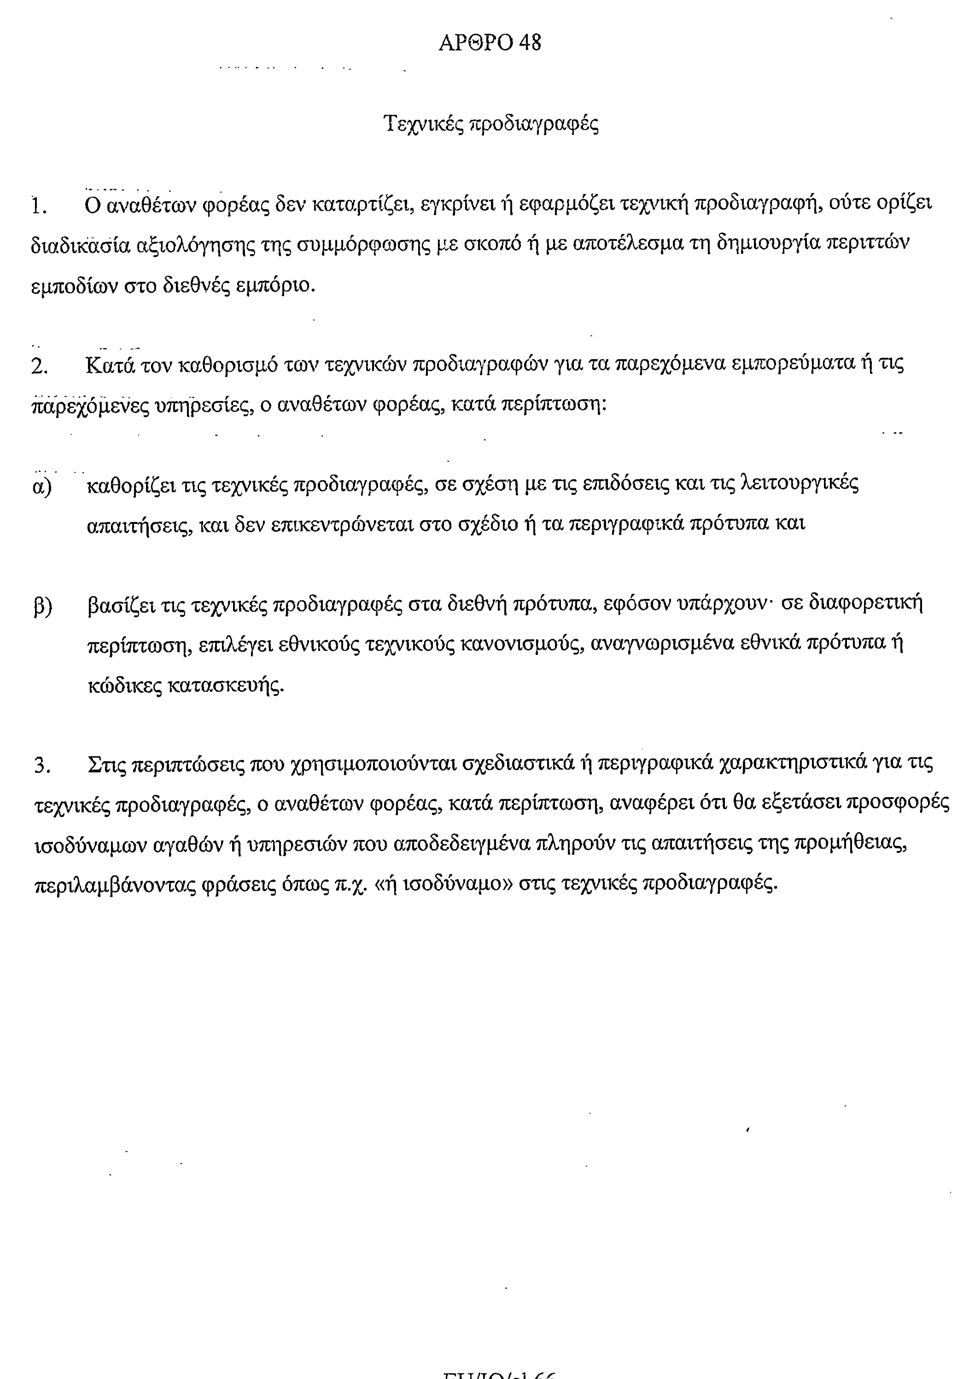 ΑΡΘΡΟ 48
Τεχνικές προδιαγραφές
1. Ο αναθέτων φορέας δεν καταρτίζει, εγκρίνει ή εφαρμόζει τεχνική προδιαγραφή, ούτε ορίζει
διαδικασία αξιολόγησης της συμμόρφωσης με σκοπό ή με αποτέλεσμα τη δημιουργία περιττών
εμποδίων στο διεθνές εμπόριο.
2. Κατά τον καθορισμό των τεχνικών προδιαγραφών για τα παρεχόμενα εμπορεύματα ή τις
παρεχόμενες υπηρεσίες, ο αναθέτων φορέας, κατά περίπτωση:
α) καθορίζει τις τεχνικές προδιαγραφές, σε σχέση με τις επιδόσεις και τις λειτουργικές
απαιτήσεις, και δεν επικεντρώνεται στο σχέδιο ή τα περιγραφικά πρότυπα και
β) βασίζει τις τεχνικές προδιαγραφές στα διεθνή πρότυπα, εφόσον υπάρχουν· σε διαφορετική
περίπτωση, επιλέγει εθνικούς τεχνικούς κανονισμούς, αναγνωρισμένα εθνικά πρότυπα ή
κώδικες κατασκευής.
3. Στις περιπτώσεις που χρησιμοποιούνται σχεδιαστικά ή περιγραφικά χαρακτηριστικά για τις
τεχνικές προδιαγραφές, ο αναθέτων φορέας, κατά περίπτωση, αναφέρει ότι θα εξετάσει προσφορές
ισοδύναμων αγαθών ή υπηρεσιών που αποδεδειγμένα πληρούν τις απαιτήσεις της προμήθειας,
περιλαμβάνοντας φράσεις όπως π.χ. «ή ισοδύναμο» στις τεχνικές προδιαγραφές.